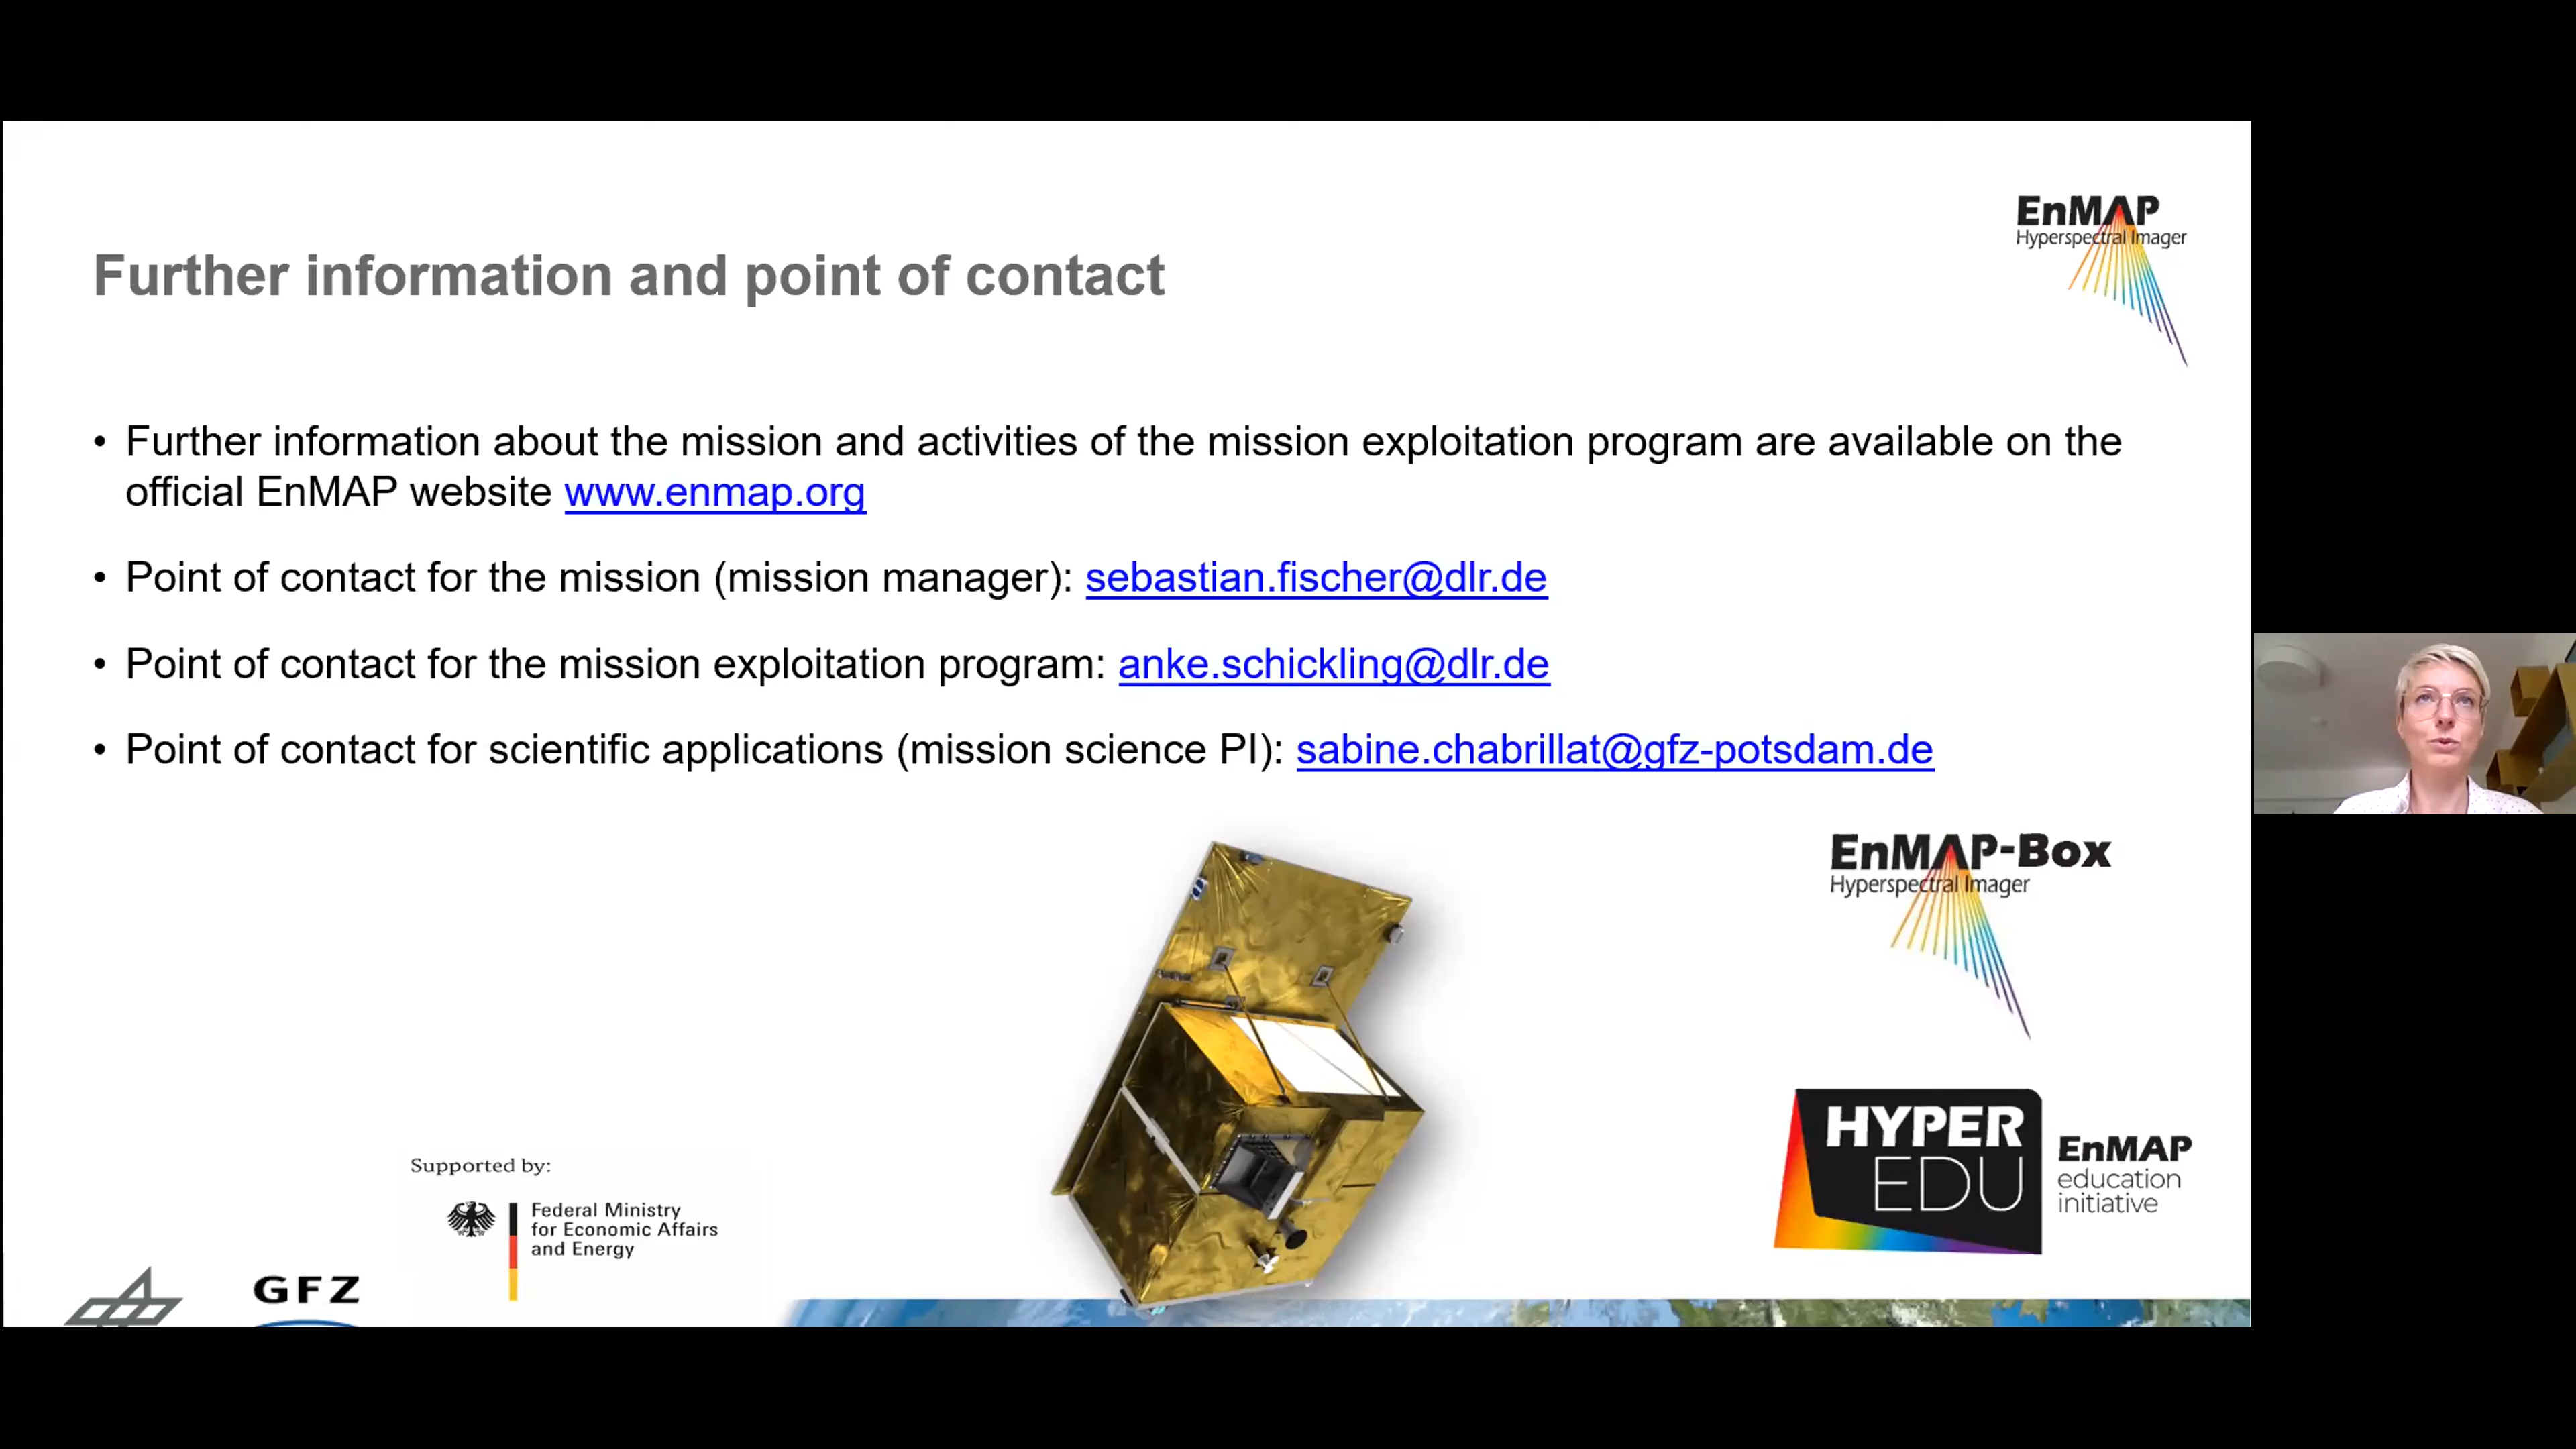 EnMAP
Hyperspectral Imager
Further information and point of contact
• Further information about the mission and activities of the mission exploitation program are available on the
official EnMAP website www.enmap.org
• Point of contact for the mission (mission manager): sebastian.fischer@dlr.de
• Point of contact for the mission exploitation program: anke.schickling@dlr.de
• Point of contact for scientific applications (mission science PI): sabine.chabrillat@gfz-potsdam.de
EnMAP-Box
Hyperspectral Imager
HYPER
EDU
EnMAP
education
initiative
Supported by:
Federal Ministry
for Economic Affairs
and Energy
GFZ